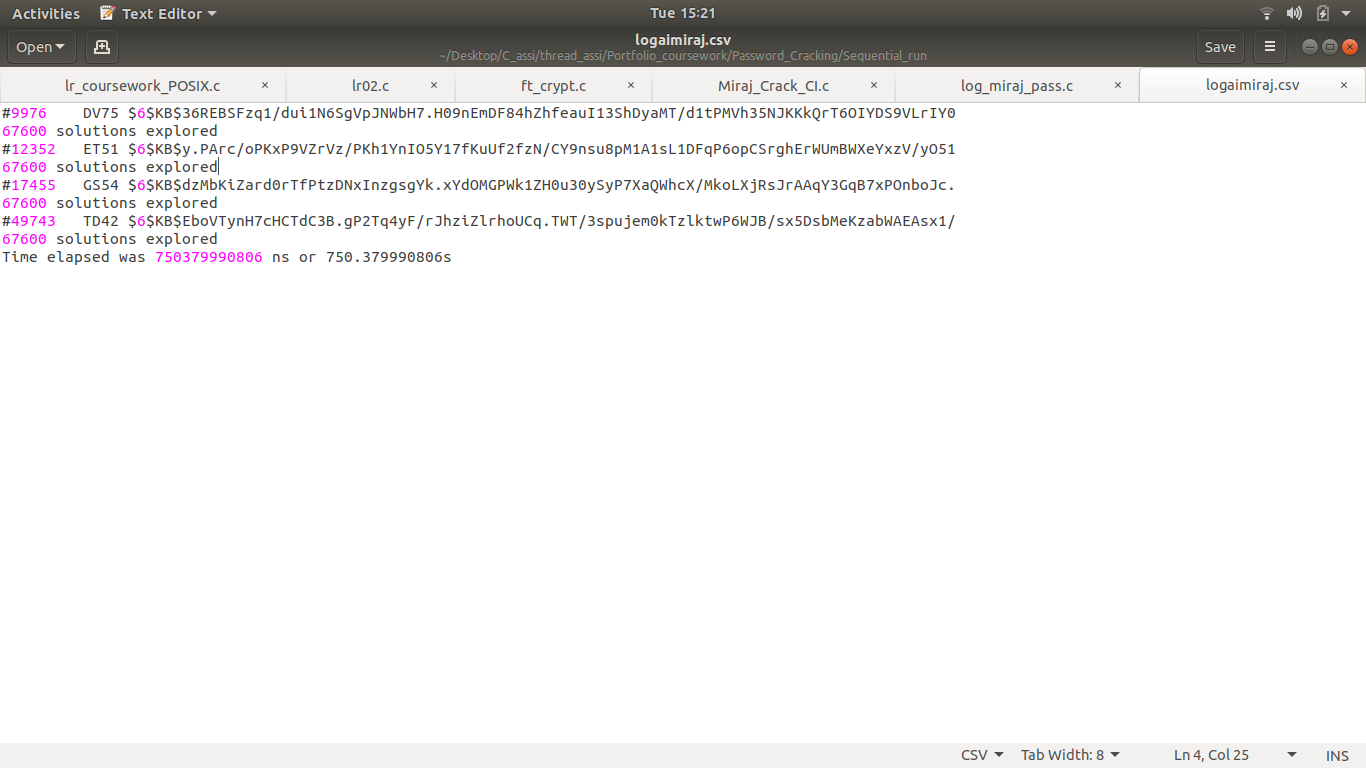 Activities Text Editor Tue 15:21
Open logaimiraj.csv Save
~/Desktop/C_assi/thread_assi/Portfolio_coursework/Password_Cracking/Sequential_run
lr_coursework_POSIX.c × lr02.c × ft_crypt.c × Miraj_Crack_CI.c × log_miraj_pass.c × logaimiraj.csv ×
#9976 DV75 $6$KB$36REBSFzq1/dui1N6SgVpJNWbH7.H09nEmDF84hZhfeauI13ShDyaMT/d1tPMVh35NJKKkQrT6OIYDS9VLrIY0
67600 solutions explored
#12352 ET51 $6$KB$y.PArc/oPKxP9VZrVz/PKh1YnIO5Y17fKuUf2fzN/CY9nsu8pM1A1sL1DFqP6opCSrghErWUmBWXeYxzV/yO51
67600 solutions explored
#17455 GS54 $6$KB$dzMbKiZard0rTfPtzDNxInzgsgYk.xYdOMGPWk1ZH0u30ySyP7XaQWhcX/MkoLXjRsJrAAqY3GqB7xPOnboJc.
67600 solutions explored
#49743 TD42 $6$KB$EboVTynH7cHCTdC3B.gP2Tq4yF/rJhziZlrhoUCq.TWT/3spujem0kTzlktwP6WJB/sx5DsbMeKzabWAEAsx1/
67600 solutions explored
Time elapsed was 750379990806 ns or 750.379990806s
CSV Tab Width: 8 Ln 4, Col 25 INS